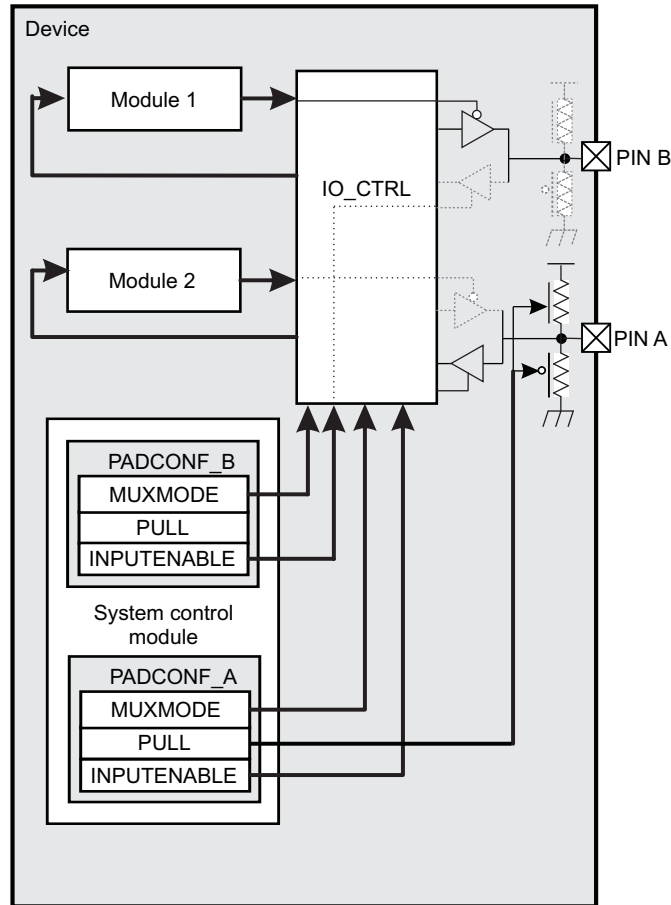 Device
Module 1
IO_CTRL
PIN B
Module 2
PIN A
PADCONF_B
MUXMODE
PULL
INPUTENABLE
System control
module
PADCONF_A
MUXMODE
PULL
INPUTENABLE